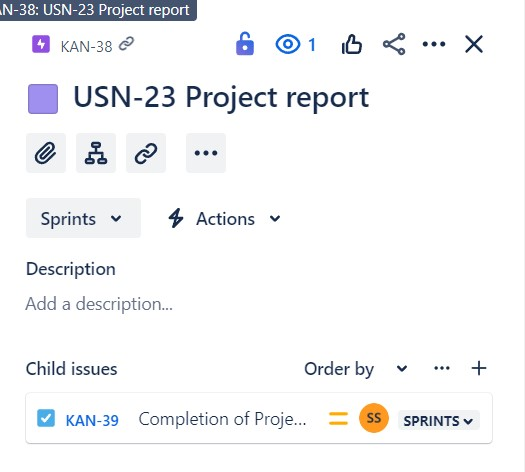 AN-38: USN-23 Project report
KAN-38
1
USN-23 Project report
Sprints
Actions
Description
Add a description...
Child issues
Order by
KAN-39 Completion of Proje... SS SPRINTS